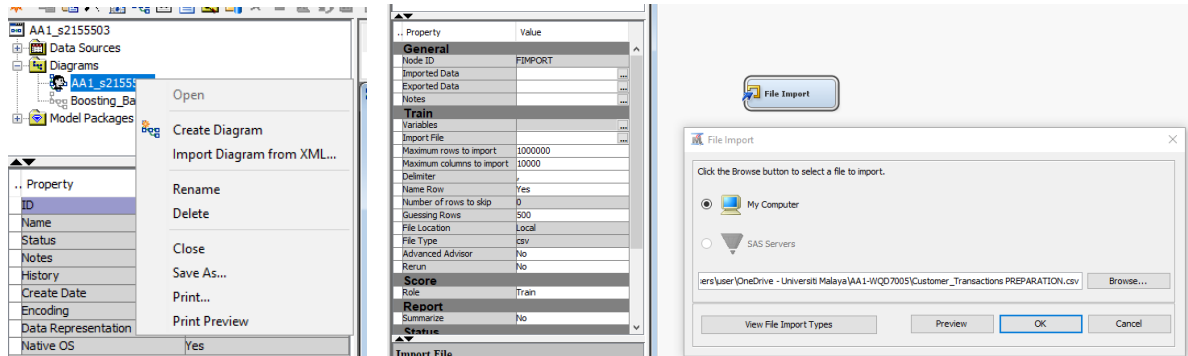 AA1_s2155503
Data Sources
Diagrams
AA1_s21555
Boosting_Ba
Model Packages
Open
Create Diagram
Import Diagram from XML...
Rename
Delete
Close
Save As...
Print...
Print Preview
.. Property
ID
Name
Status
Notes
History
Create Date
Encoding
Data Representation
Native OS Yes
.. Property Value
General
Node ID FIMPORT
Imported Data ...
Exported Data ...
Notes ...
Train
Variables ...
Import File ...
Maximum rows to import 1000000
Maximum columns to import 10000
Delimiter ,
Name Row Yes
Number of rows to skip 0
Guessing Rows 500
File Location Local
File Type csv
Advanced Advisor No
Rerun No
Score
Role Train
Report
Summarize No
Status
Import File
File Import
File Import
Click the Browse button to select a file to import.
My Computer
SAS Servers
ers\user\OneDrive - Universiti Malaya\AA1-WQD7005\Customer_Transactions PREPARATION.csv Browse...
View File Import Types Preview OK Cancel